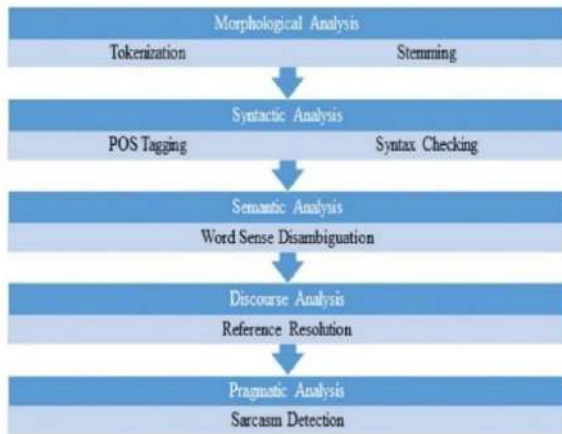 Morphological Analysis
Tokenization Stemming
Syntactic Analysis
POS Tagging Syntax Checking
Semantic Analysis
Word Sense Disambiguation
Discourse Analysis
Reference Resolution
Pragmatic Analysis
Sarcasm Detection